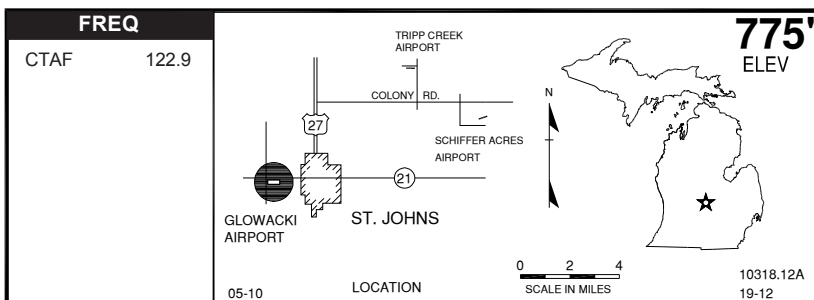 FREQ
CTAF 122.9
TRIPP CREEK
AIRPORT
775'
ELEV
COLONY RD.
N
27
SCHIFFER ACRES
AIRPORT
21
GLOWACKI
AIRPORT
ST. JOHNS
0 2 4
SCALE IN MILES
05-10
LOCATION
10318.12A
19-12